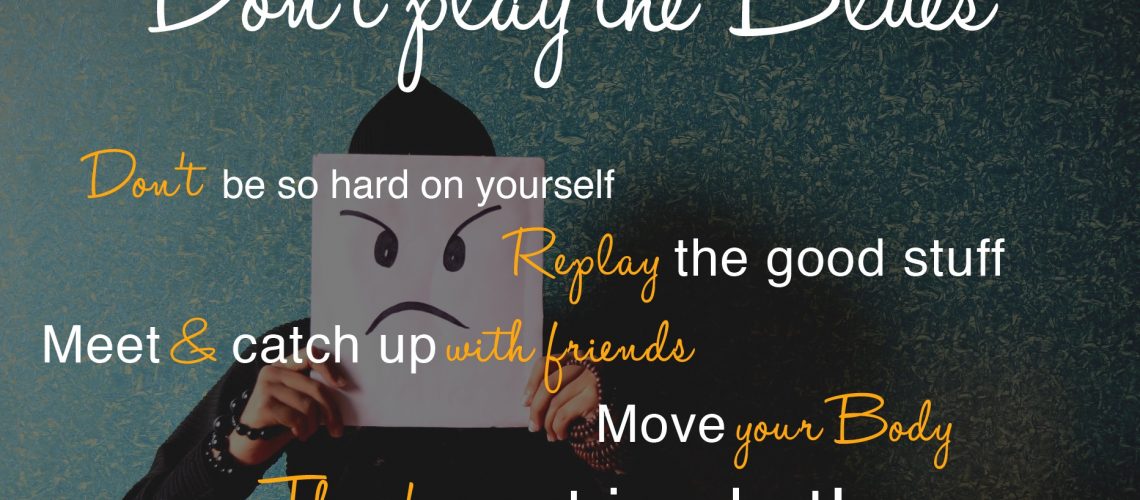 Don't play the Blues
Don't be so hard on yourself
Replay the good stuff
Meet & catch up with friends
Move your Body